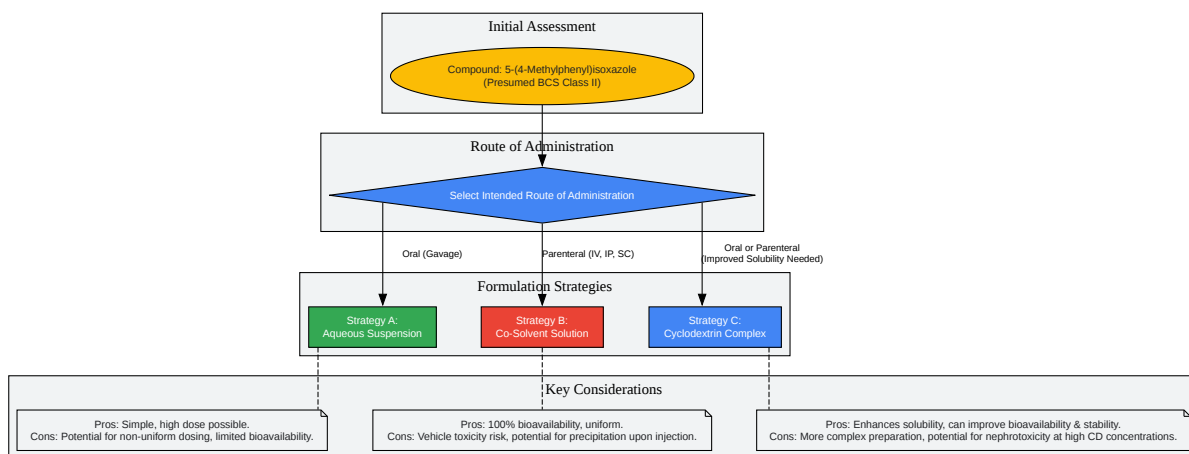 Initial Assessment
Compound: 5-(4-Methylphenyl)isoxazole
(Presumed BCS Class II)
Route of Administration
Select Intended Route of Administration
Oral (Gavage)
Parenteral (IV, IP, SC)
Oral or Parenteral
(Improved Solubility Needed)
Formulation Strategies
Strategy A:
Aqueous Suspension
Strategy B:
Co-Solvent Solution
Strategy C:
Cyclodextrin Complex
Key Considerations
Pros: Simple, high dose possible.
Cons: Potential for non-uniform dosing, limited bioavailability.
Pros: 100% bioavailability, uniform.
Cons: Vehicle toxicity risk, potential for precipitation upon injection.
Pros: Enhances solubility, can improve bioavailability & stability.
Cons: More complex preparation, potential for nephrotoxicity at high CD concentrations.